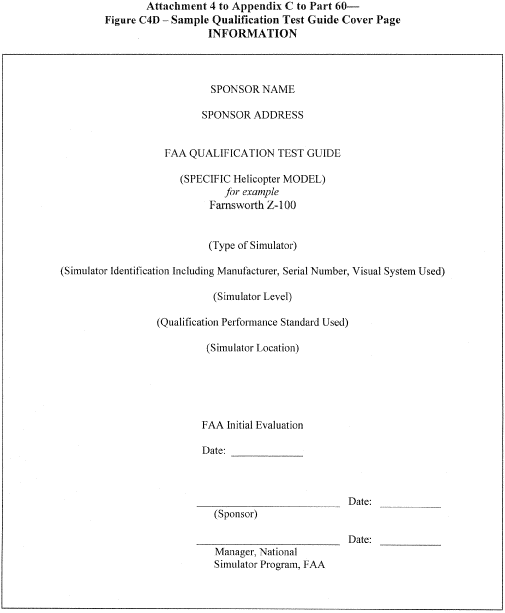 Attachment 4 to Appendix C to Part 60—
Figure C4D – Sample Qualification Test Guide Cover Page
INFORMATION
SPONSOR NAME
SPONSOR ADDRESS
FAA QUALIFICATION TEST GUIDE
(SPECIFIC Helicopter MODEL)
for example
Farnsworth Z-100
(Type of Simulator)
(Simulator Identification Including Manufacturer, Serial Number, Visual System Used)
(Simulator Level)
(Qualification Performance Standard Used)
(Simulator Location)
FAA Initial Evaluation
Date: ____________
________________________ Date: __________
(Sponsor)
________________________ Date: __________
Manager, National
Simulator Program, FAA